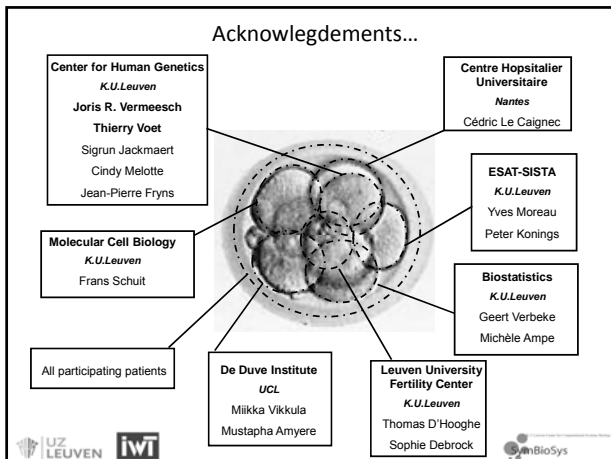 Acknowlegdements…
Center for Human Genetics
K.U.Leuven
Joris R. Vermeesch
Thierry Voet
Sigrun Jackmaert
Cindy Melotte
Jean-Pierre Fryns
Centre Hopsitalier
Universitaire
Nantes
Cédric Le Caignec
ESAT-SISTA
K.U.Leuven
Yves Moreau
Peter Konings
Molecular Cell Biology
K.U.Leuven
Frans Schuit
Biostatistics
K.U.Leuven
Geert Verbeke
Michèle Ampe
All participating patients
De Duve Institute
UCL
Miikka Vikkula
Mustapha Amyere
Leuven University
Fertility Center
K.U.Leuven
Thomas D'Hooghe
Sophie Debrock
UZ
LEUVEN
iwt
SymBioSys